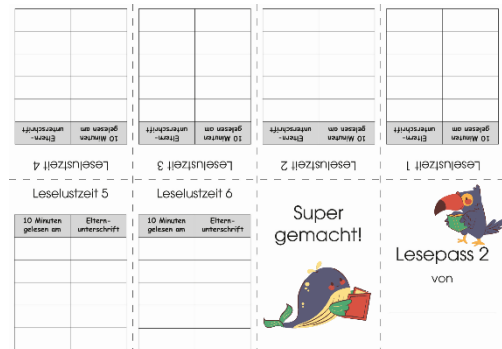 Leselustzeit 4
10 Minuten gelesen am
Eltern-unterschrift
Leselustzeit 3
10 Minuten gelesen am
Eltern-unterschrift
Leselustzeit 2
10 Minuten gelesen am
Eltern-unterschrift
Leselustzeit 1
10 Minuten gelesen am
Eltern-unterschrift
Leselustzeit 5
10 Minuten
gelesen am
Eltern-
unterschrift
Leselustzeit 6
10 Minuten
gelesen am
Eltern-
unterschrift
Super
gemacht!
Lesepass 2
von